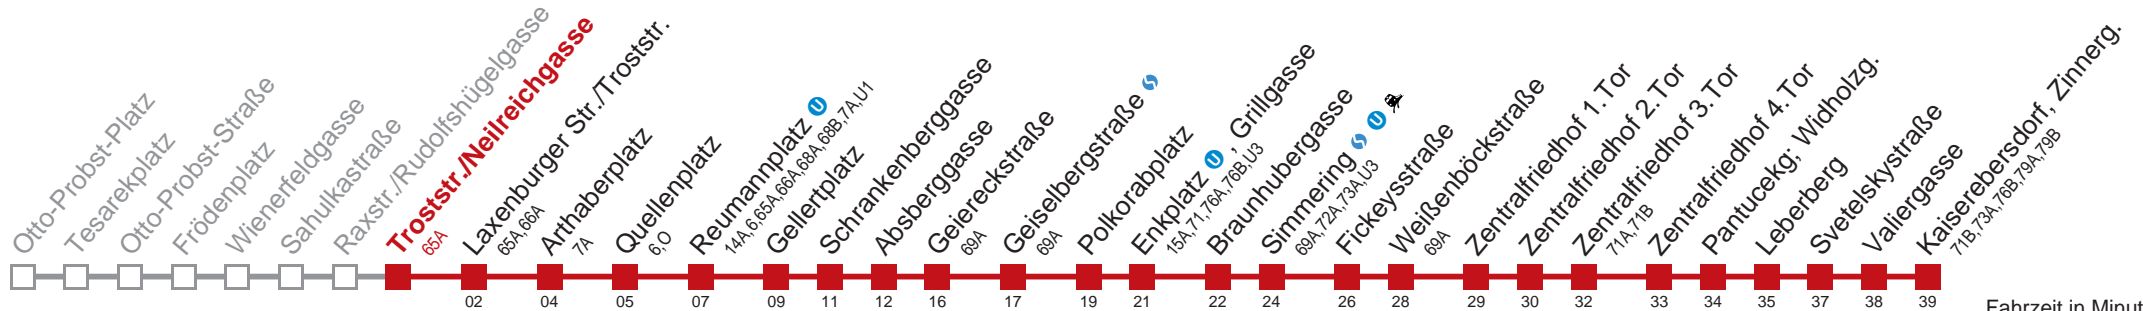 Otto-Probst-Platz
Tesarekplatz
Otto-Probst-Straße
Frödenplatz
Wienerfeldgasse
Sahulkastraße
Raxstr./Rudolfshügelgasse
Troststr./Neilreichgasse
65A
Laxenburger Str./Troststr.
65A,66A
Arthaberplatz
7A
Quellenplatz
6,O
Reumannplatz U
14A,6,65A,66A,68A,68B,7A,U1
Gellertplatz
Schrankenberggasse
Absberggasse
Geiereckstraße
69A
Geiselbergstraße
69A
Polkorabplatz
Enkplatz U , Grillgasse
15A,71,76A,76B,U3
Braunhubergasse
Simmering U
69A,72A,73A,U3
Fickeysstraße
Weißenböckstraße
69A
Zentralfriedhof 1.Tor
Zentralfriedhof 2.Tor
Zentralfriedhof 3.Tor
71A,71B
Zentralfriedhof 4.Tor
Pantucekg; Widholzg.
Leberberg
Svetelskystraße
Valiergasse
Kaiserebersdorf, Zinnerg.
71B,73A,76B,79A,79B
02 04 05 07 09 11 12 16 17 19 21 22 24 26 28 29 30 32 33 34 35 37 38 39
Fahrzeit in Minut